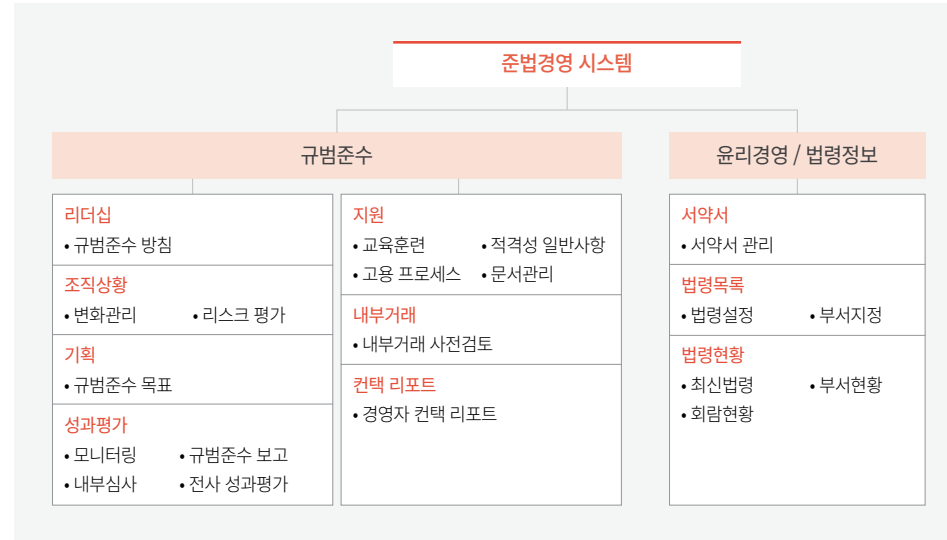 준법경영 시스템
규범준수
리더십
• 규범준수 방침
조직상황
• 변화관리 • 리스크 평가
기획
• 규범준수 목표
성과평가
• 모니터링 • 규범준수 보고
• 내부심사 • 전사 성과평가
지원
• 교육훈련 • 적격성 일반사항
• 고용 프로세스 • 문서관리
내부거래
• 내부거래 사전검토
컨택 리포트
• 경영자 컨택 리포트
윤리경영 / 법령정보
서약서
• 서약서 관리
법령목록
• 법령설정 • 부서지정
법령현황
• 최신법령 • 부서현황
• 회람현황